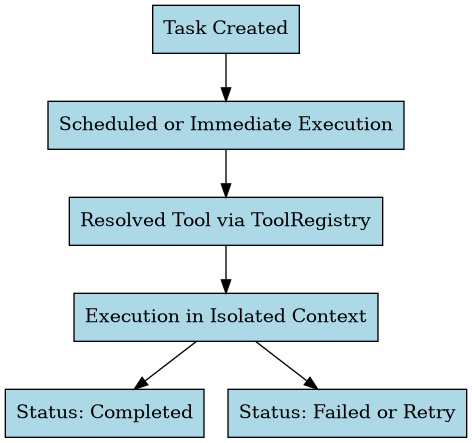 Task Created
Scheduled or Immediate Execution
Resolved Tool via ToolRegistry
Execution in Isolated Context
Status: Completed
Status: Failed or Retry